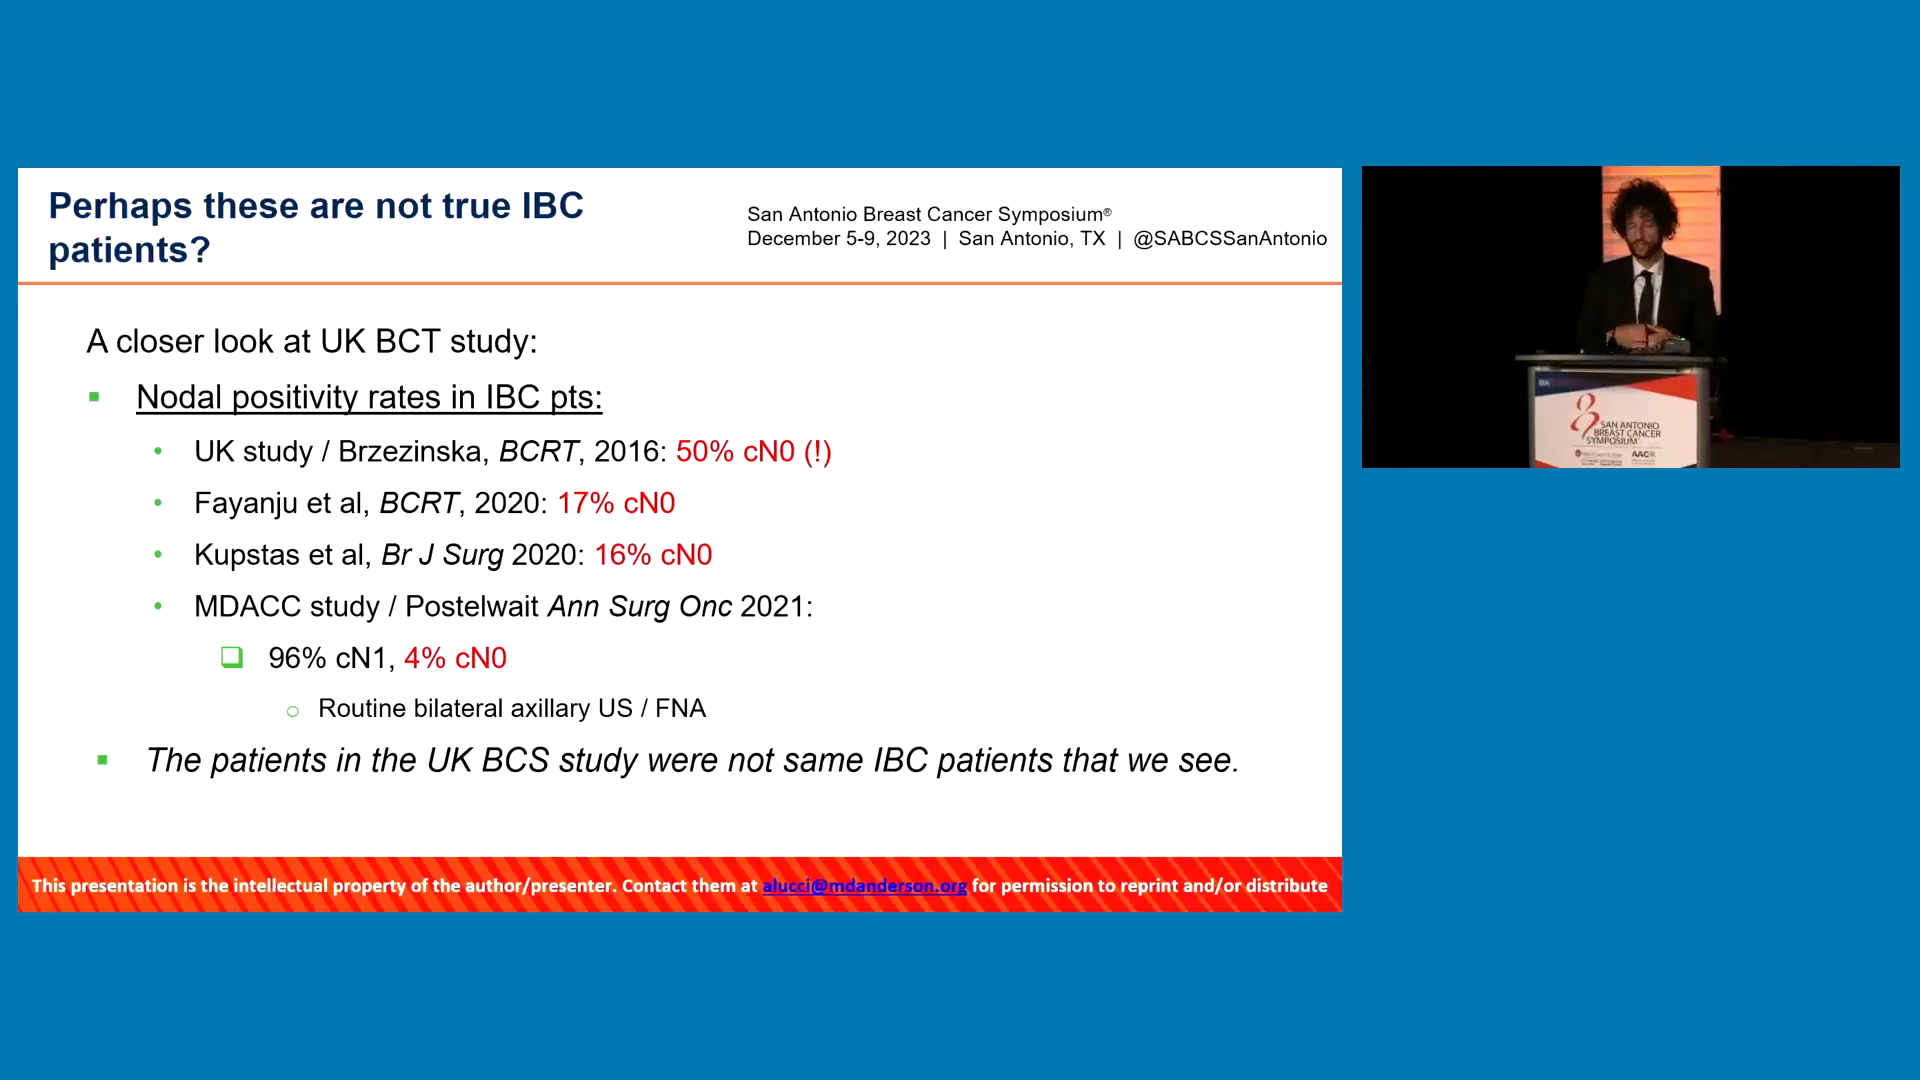 Perhaps these are not true IBC
patients?
San Antonio Breast Cancer Symposium®
December 5-9, 2023 | San Antonio, TX | @SABCSSanAntonio
A closer look at UK BCT study:
Nodal positivity rates in IBC pts:
UK study / Brzezinska, BCRT, 2016: 50% cN0 (!)
Fayanju et al, BCRT, 2020: 17% cN0
Kupstas et al, Br J Surg 2020: 16% cN0
MDACC study / Postelwait Ann Surg Onc 2021:
96% cN1, 4% cN0
Routine bilateral axillary US / FNA
The patients in the UK BCS study were not same IBC patients that we see.
This presentation is the intellectual property of the author/presenter. Contact them at alucci@mdanderson.org for permission to reprint and/or distribute
SAN ANTONIO
BREAST CANCER
SYMPOSIUM